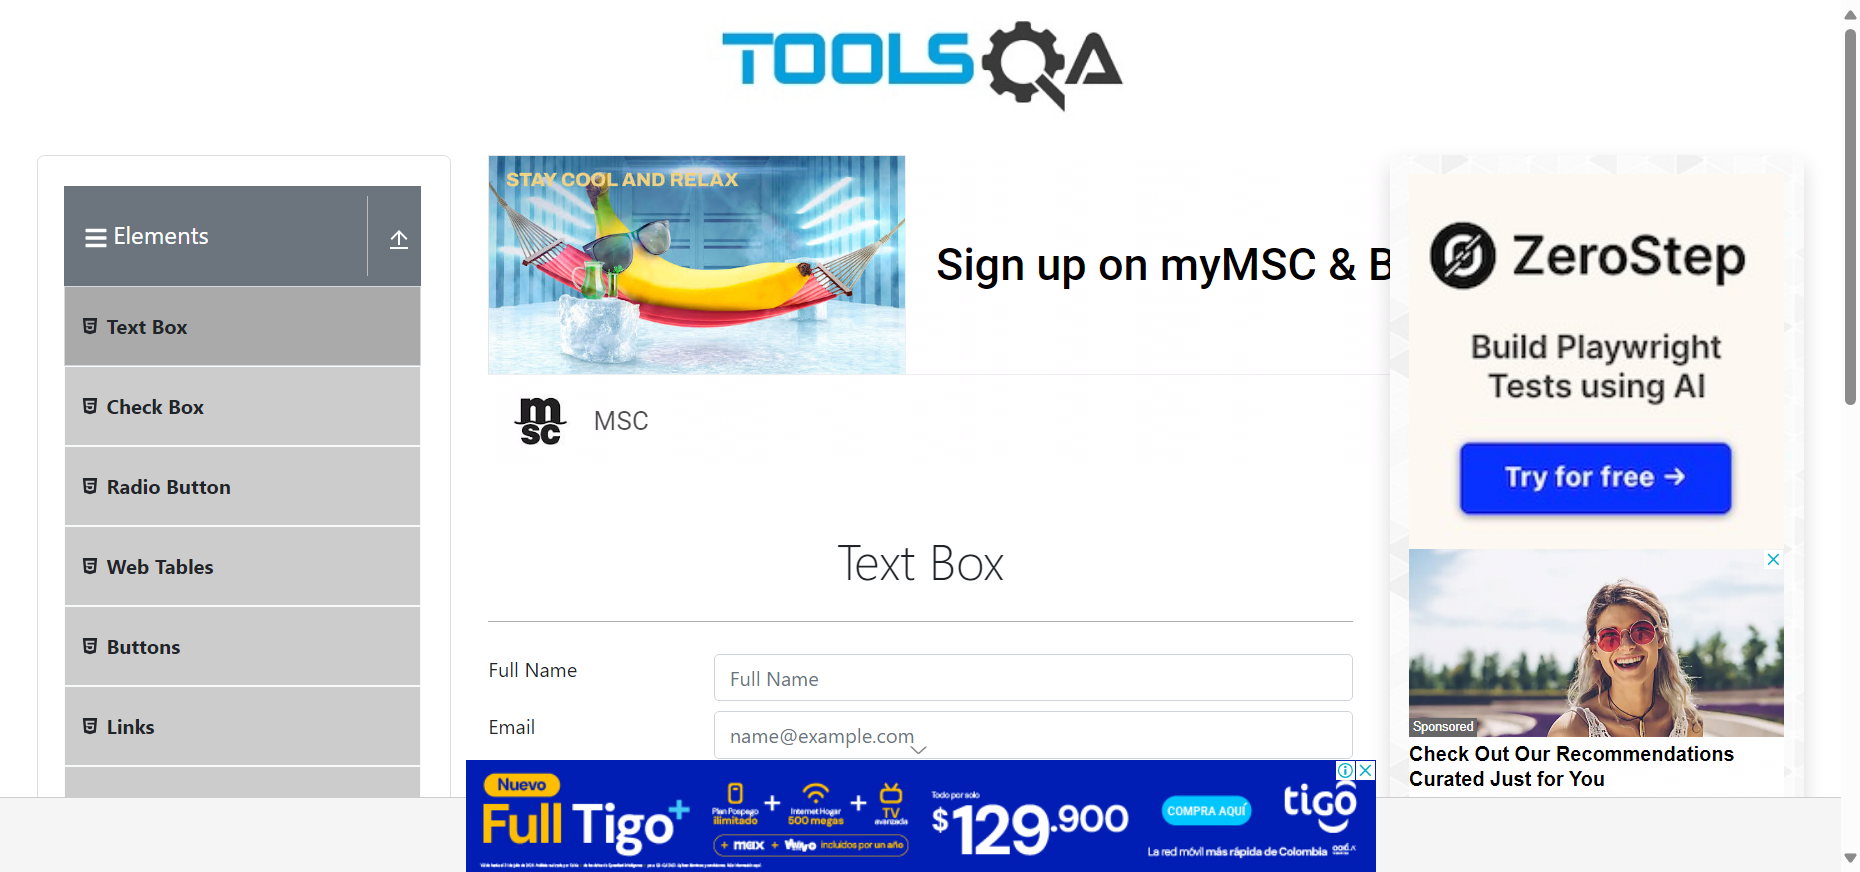 TOOLSQA
Elements
Text Box
Check Box
Radio Button
Web Tables
Buttons
Links
STAY COOL AND RELAX
Sign up on myMSC & B
msc
MSC
Text Box
Full Name
Full Name
Email
name@example.com
ZeroStep
Build Playwright
Tests using AI
Try for free →
Sponsored
Check Out Our Recommendations
Curated Just for You
Nuevo
Full Tigo+
Plan Pospago
ilimitado
+
Internet Hogar
500 megas
+
TV
avanzada
+ max + Vivivo incluidos por un año
Todo por solo
$129.900
COMPRA AQUÍ
tigo
La red móvil más rápida de Colombia